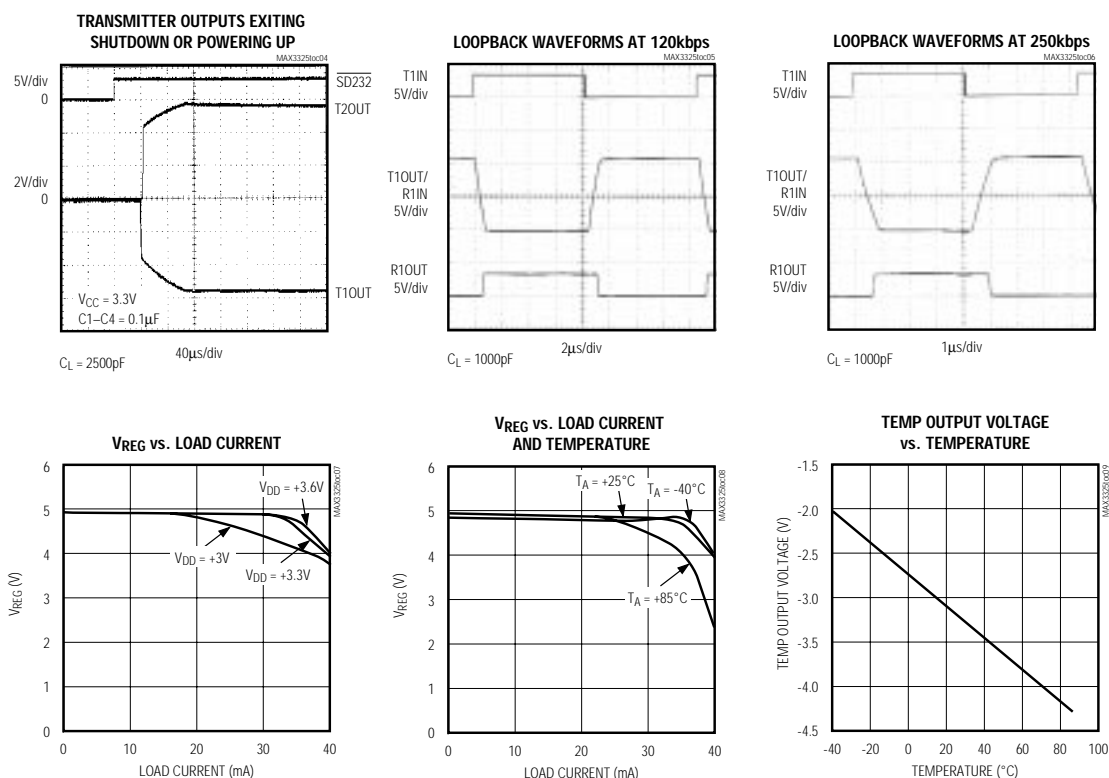 TRANSMITTER OUTPUTS EXITING
SHUTDOWN OR POWERING UP
MAX3325toc04
5V/div
0
SD232
T2OUT
2V/div
0
T1OUT
VCC = 3.3V
C1–C4 = 0.1μF
40μs/div
CL = 2500pF
LOOPBACK WAVEFORMS AT 120kbps
MAX3325toc05
T1IN
5V/div
T1OUT/
R1IN
5V/div
R1OUT
5V/div
2μs/div
CL = 1000pF
LOOPBACK WAVEFORMS AT 250kbps
MAX3325toc06
T1IN
5V/div
T1OUT/
R1IN
5V/div
R1OUT
5V/div
1μs/div
CL = 1000pF
VREG vs. LOAD CURRENT
MAX3325toc07
6
5
4
3
2
1
0
VREG (V)
VDD = +3.6V
VDD = +3V
VDD = +3.3V
0 10 20 30 40
LOAD CURRENT (mA)
VREG vs. LOAD CURRENT
AND TEMPERATURE
MAX3325toc08
6
5
4
3
2
1
0
VREG (V)
TA = +25°C
TA = -40°C
TA = +85°C
0 10 20 30 40
LOAD CURRENT (mA)
TEMP OUTPUT VOLTAGE
vs. TEMPERATURE
MAX3325toc09
-1.5
-2.0
-2.5
-3.0
-3.5
-4.0
-4.5
TEMP OUTPUT VOLTAGE (V)
-40 -20 0 20 40 60 80 100
TEMPERATURE (°C)